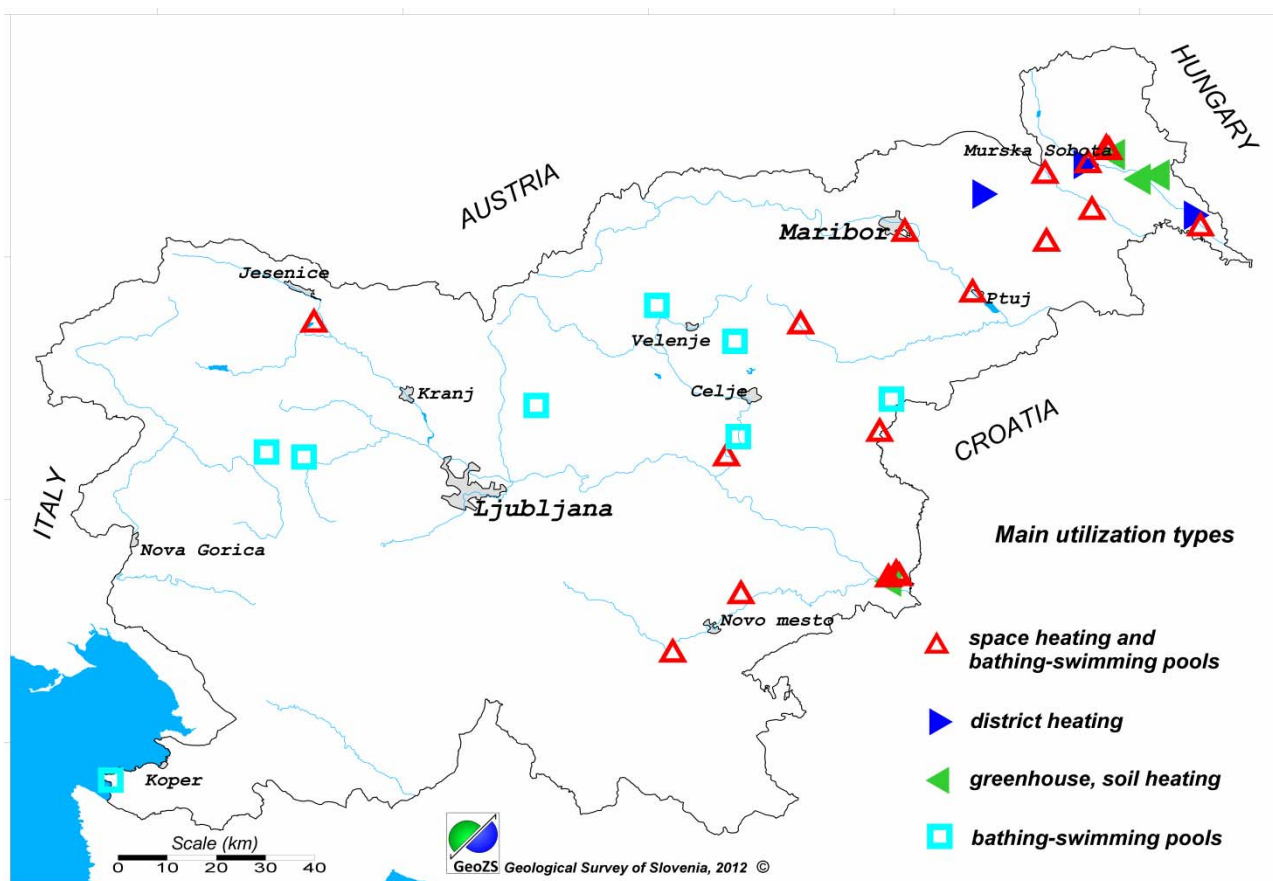 HUNGARY
Murska Sobota
AUSTRIA
Maribor
Jesenice
Ptuj
Velenje
Kranj
Celje
CROATIA
ITALY
Ljubljana
Nova Gorica
Main utilization types
Novo mesto
space heating and
bathing-swimming pools
district heating
greenhouse, soil heating
bathing-swimming pools
Koper
Scale (km)
0 10 20 30 40
GeoZS
Geological Survey of Slovenia, 2012 ©